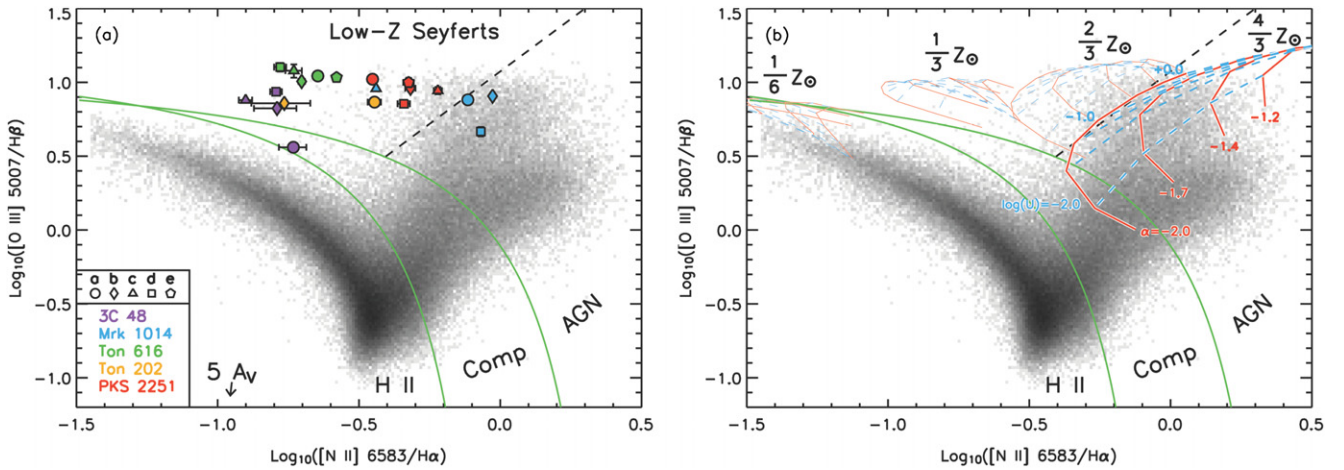 (a)
Low-Z Seyferts
1.5
1.0
0.5
0.0
-0.5
-1.0
Log₁₀([O III] 5007/Hβ)
a b c d e
3C 48
Mrk 1014
Ton 616
Ton 202
PKS 2251
5 Av
H II
Comp
AGN
-1.5 -1.0 -0.5 0.0 0.5
Log₁₀([N II] 6583/Hα)
(b)
1/6 Z⊙
1/3 Z⊙
2/3 Z⊙
4/3 Z⊙
+0.0
-1.0
log(U)=-2.0
-1.2
-1.4
-1.7
α=-2.0
1.5
1.0
0.5
0.0
-0.5
-1.0
Log₁₀([O III] 5007/Hβ)
H II
Comp
AGN
-1.5 -1.0 -0.5 0.0 0.5
Log₁₀([N II] 6583/Hα)